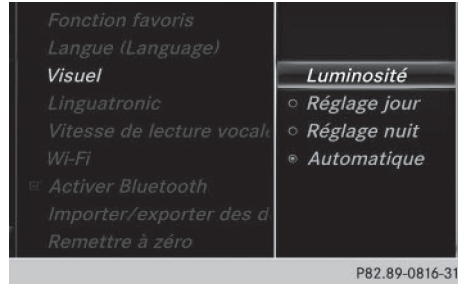 Fonction favoris
Langue (Language)
Visuel
Linguatronic
Vitesse de lecture vocale
Wi-Fi
Activer Bluetooth
Importer/exporter des d
Remettre à zéro
Luminosité
Réglage jour
Réglage nuit
Automatique
P82.89-0816-31